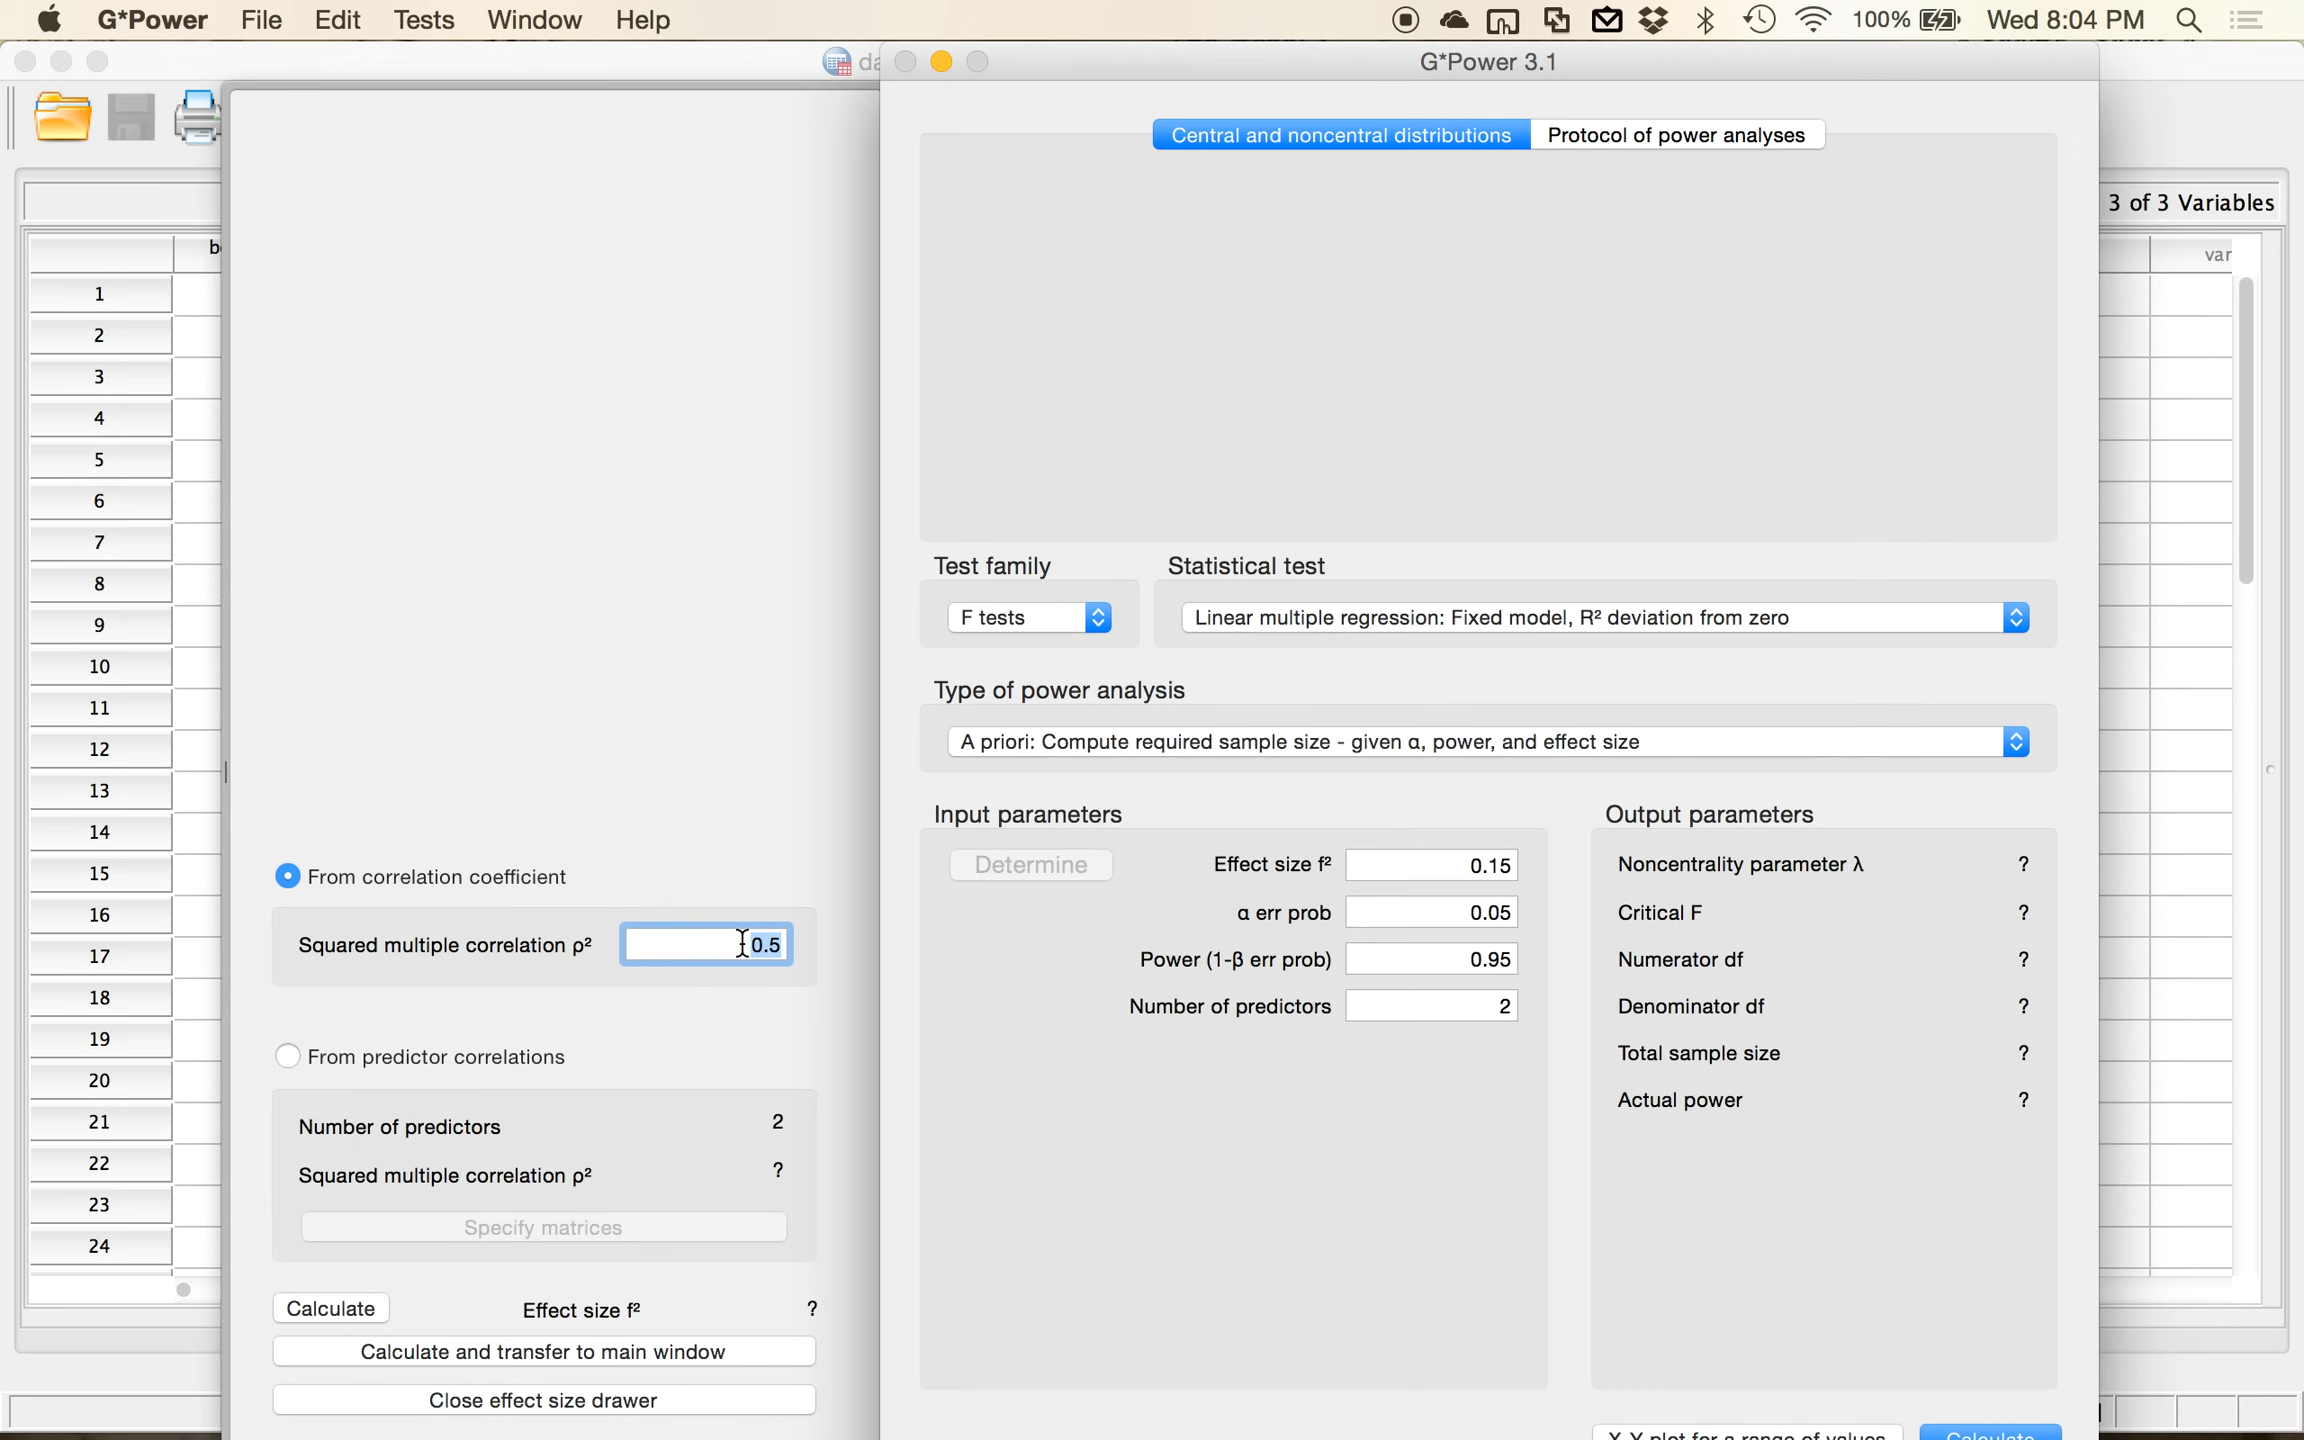 G*Power File Edit Tests Window Help 100% Wed 8:04 PM
G*Power 3.1
Central and noncentral distributions Protocol of power analyses
3 of 3 Variables
var
1
2
3
4
5
6
7
8
9
10
11
12
13
14
15
16
17
18
19
20
21
22
23
24
From correlation coefficient
Squared multiple correlation ρ² 0.5
From predictor correlations
Number of predictors 2
Squared multiple correlation ρ² ?
Specify matrices
Calculate Effect size f² ?
Calculate and transfer to main window
Close effect size drawer
Test family Statistical test
F tests Linear multiple regression: Fixed model, R² deviation from zero
Type of power analysis
A priori: Compute required sample size - given α, power, and effect size
Input parameters
Determine Effect size f² 0.15
α err prob 0.05
Power (1-β err prob) 0.95
Number of predictors 2
Output parameters
Noncentrality parameter λ ?
Critical F ?
Numerator df ?
Denominator df ?
Total sample size ?
Actual power ?
X-Y plot for a range of values Calculate